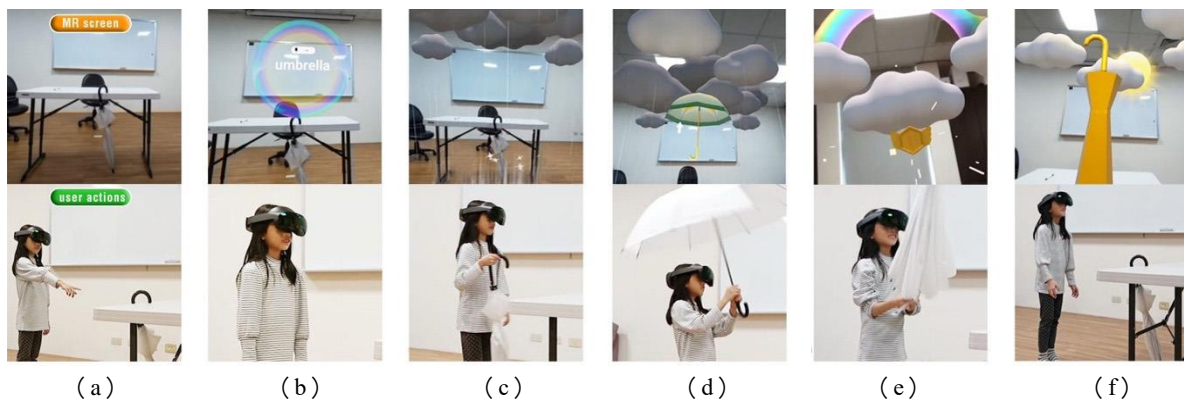 MR screen
umbrella
user actions
(a) (b) (c) (d) (e) (f)